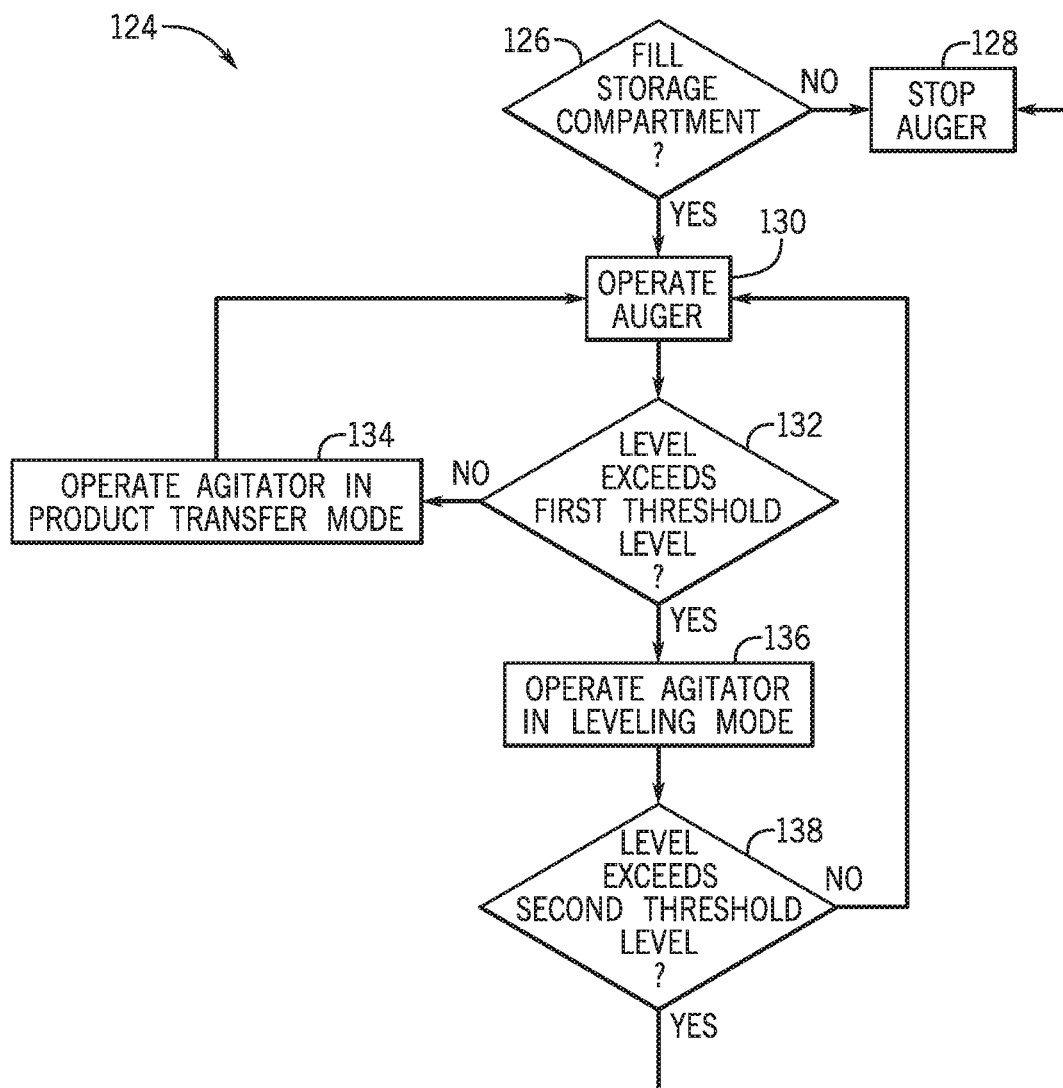 124
126
FILL
STORAGE
COMPARTMENT
?
NO
128
STOP
AUGER
YES
130
OPERATE
AUGER
132
LEVEL
EXCEEDS
FIRST THRESHOLD
LEVEL
?
NO
134
OPERATE AGITATOR IN
PRODUCT TRANSFER MODE
YES
136
OPERATE AGITATOR
IN LEVELING MODE
138
LEVEL
EXCEEDS
SECOND THRESHOLD
LEVEL
?
NO
YES